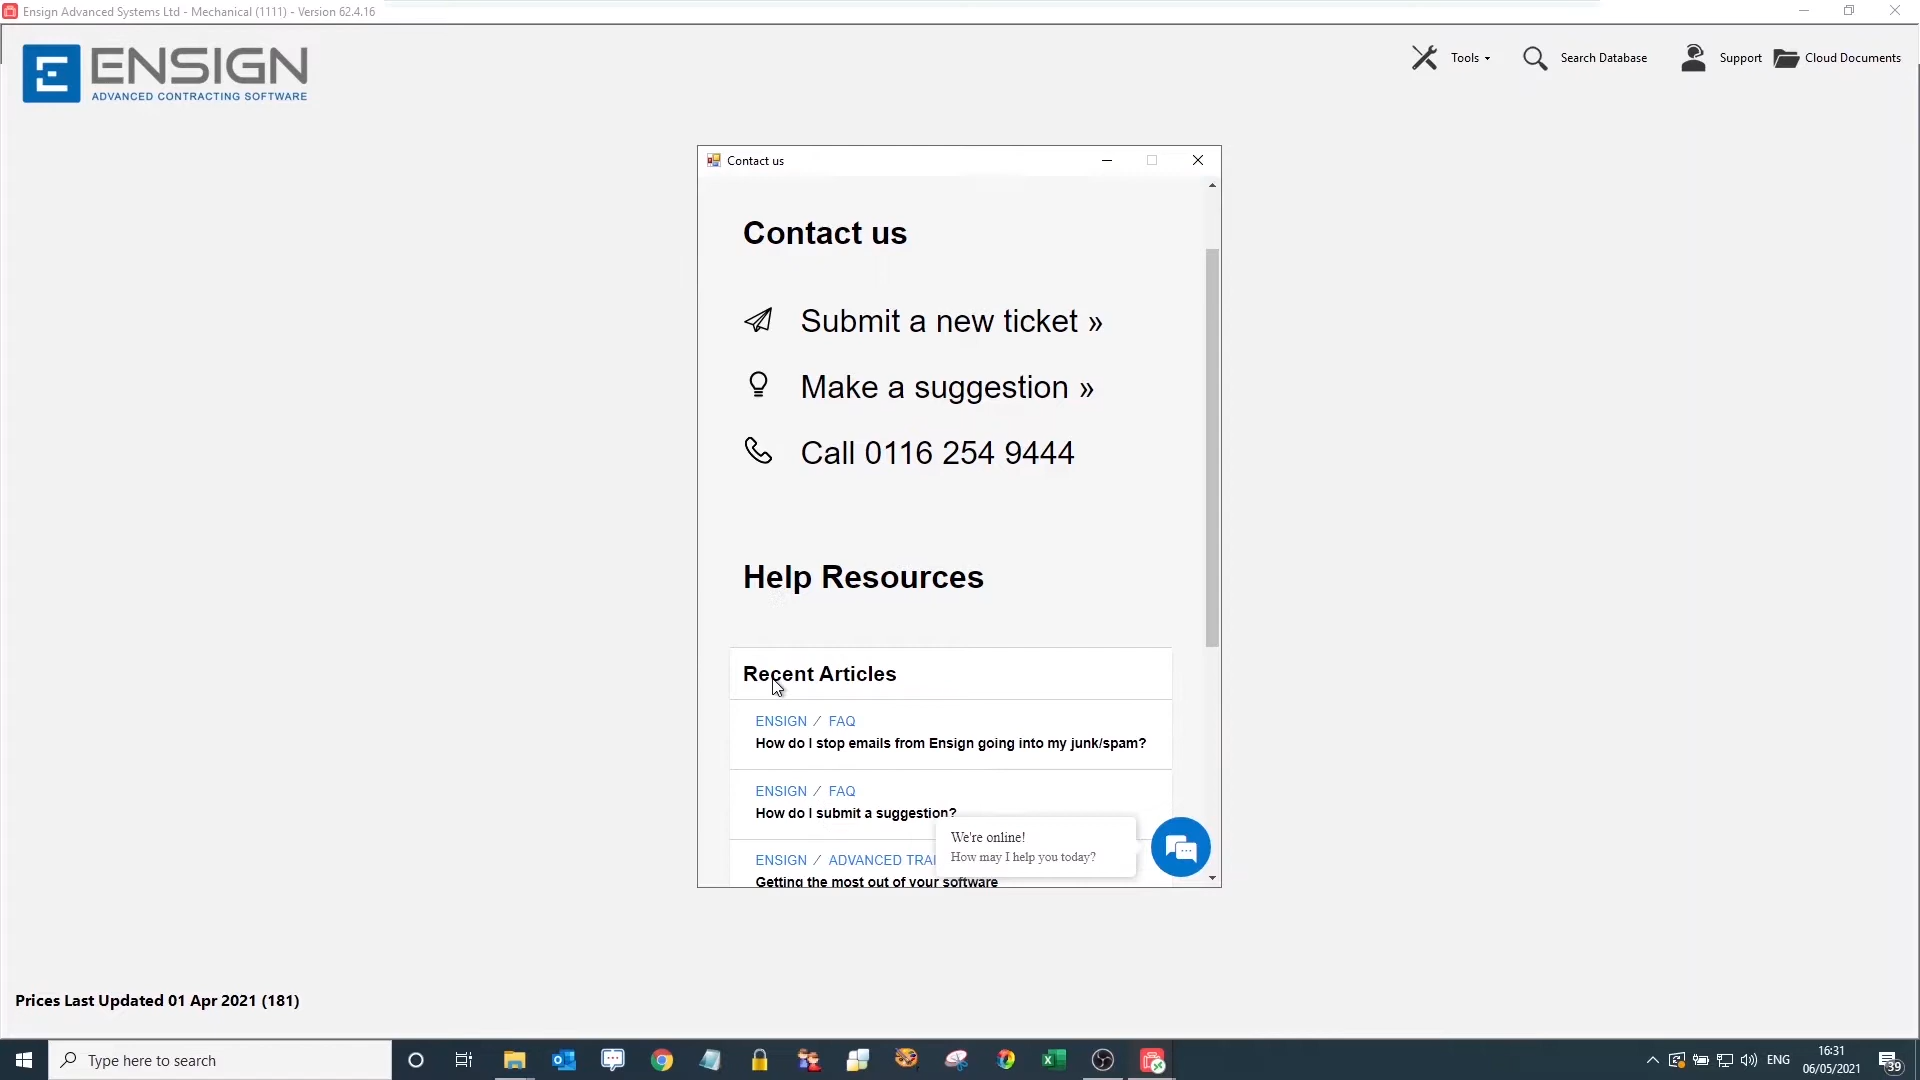 Ensign Advanced Systems Ltd - Mechanical (1111) - Version 62.4.16
ENSIGN
ADVANCED CONTRACTING SOFTWARE
Tools
Search Database
Support
Cloud Documents
Contact us
Contact us
Submit a new ticket »
Make a suggestion »
Call 0116 254 9444
Help Resources
Recent Articles
ENSIGN / FAQ
How do I stop emails from Ensign going into my junk/spam?
ENSIGN / FAQ
How do I submit a suggestion?
We're online!
How may I help you today?
ENSIGN / ADVANCED TRAI
Getting the most out of your software
Prices Last Updated 01 Apr 2021 (181)
Type here to search
ENG
16:31
06/05/2021
39